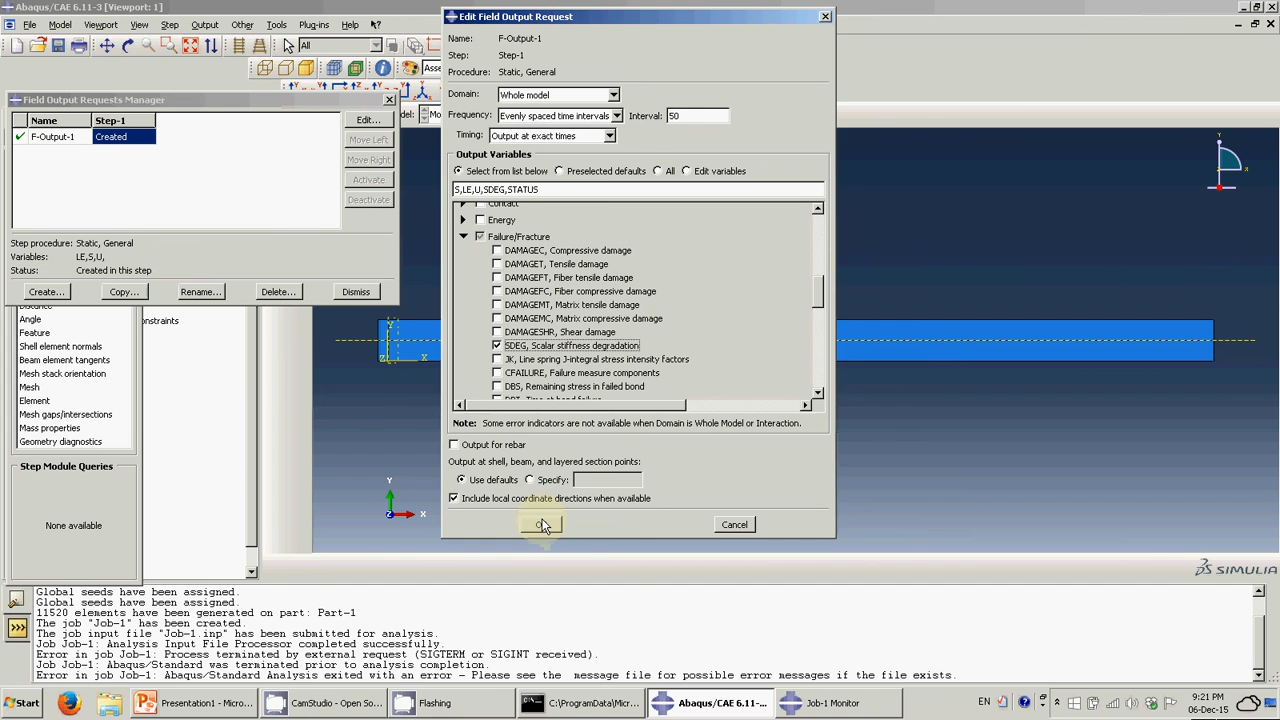 Abaqus/CAE 6.11-3 [Viewport: 1]
File
Viewport
View
Step
Output
Other
Tools
Plug-ins
Help
All
Field Output Requests Manager
Name
Step-1
F-Output-1
Created
Edit...
Move Left
Move Right
Activate
Deactivate
Step procedure: Static, General
Variables: LE,S,U,
Status: Created in this step
Create...
Copy...
Rename...
Delete...
Dismiss
Angle
Feature
Shell element normals
Beam element tangents
Mesh stack orientation
Mesh
Element
Mesh gaps/intersections
Mass properties
Geometry diagnostics
Step Module Queries
None available
Edit Field Output Request
Name: F-Output-1
Step: Step-1
Procedure: Static, General
Domain: Whole model
Frequency: Evenly spaced time intervals Interval: 50
Timing: Output at exact times
Output Variables
Select from list below Preselected defaults All Edit variables
S,LE,U,SDEG,STATUS
Contact
Energy
Failure/Fracture
DAMAGEC, Compressive damage
DAMAGET, Tensile damage
DAMAGEFT, Fiber tensile damage
DAMAGEFC, Fiber compressive damage
DAMAGEMT, Matrix tensile damage
DAMAGEMC, Matrix compressive damage
DAMAGESHR, Shear damage
SDEG, Scalar stiffness degradation
JK, Line spring J-integral stress intensity factors
CFAILURE, Failure measure components
DBS, Remaining stress in failed bond
Note: Some error indicators are not available when Domain is Whole Model or Interaction.
Output for rebar
Output at shell, beam, and layered section points:
Use defaults Specify:
Include local coordinate directions when available
Cancel
Y
X
Z
Y
X
Z
SIMULIA
Global seeds have been assigned.
Global seeds have been assigned.
11520 elements have been generated on part: Part-1
The job "Job-1" has been created.
The job input file "Job-1.inp" has been submitted for analysis.
Job Job-1: Analysis Input File Processor completed successfully.
Error in job Job-1: Process terminated by external request (SIGTERM or SIGINT received).
Job Job-1: Abaqus/Standard was terminated prior to analysis completion.
Error in job Job-1: Abaqus/Standard Analysis exited with an error - Please see the message file for possible error messages if the file exists.
Start
Presentation1 - Micro...
CamStudio - Open So...
Flashing
C:\ProgramData\Micr...
Abaqus/CAE 6.11-...
Job-1 Monitor
EN
9:21 PM
06-Dec-15